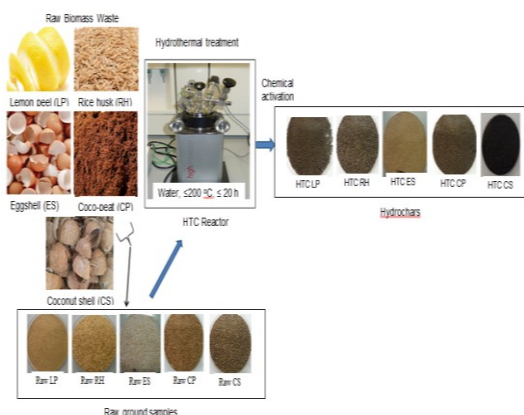 Raw Biomass Waste
Hydrothermal treatment
Lemon peel (LP)
Rice husk (RH)
Chemical
activation
Eggshell (ES)
Coco-peat (CP)
Water, ≤200 °C, ≤ 20 h
HTC Reactor
HTC LP
HTC RH
HTC ES
HTC CP
HTC CS
Hydrochars
Coconut shell (CS)
Raw LP
Raw RH
Raw ES
Raw CP
Raw CS
Raw ground samples